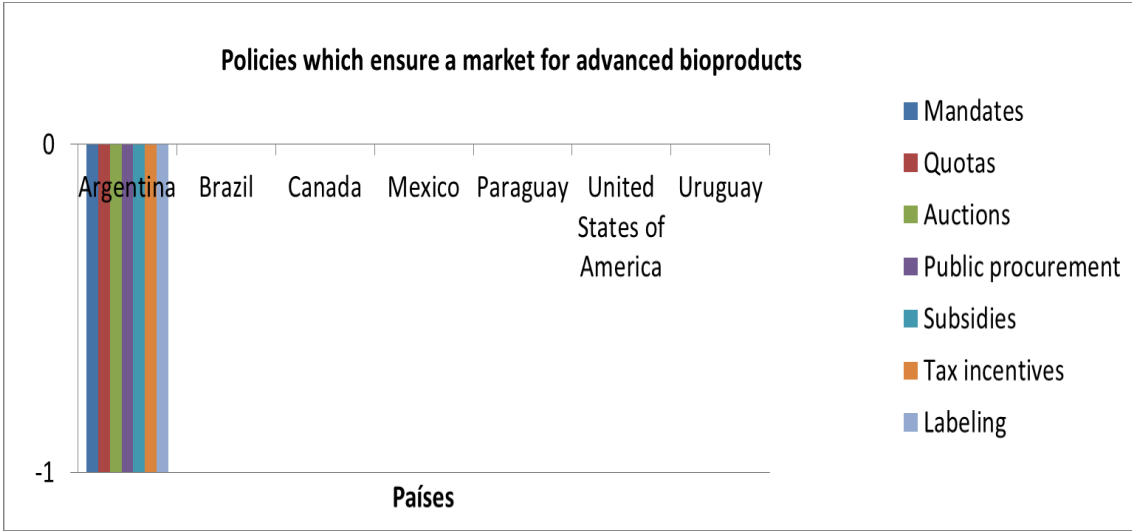 Policies which ensure a market for advanced bioproducts
0
Argentina Brazil Canada Mexico Paraguay United Uruguay
States of
America
-1
Países
Mandates
Quotas
Auctions
Public procurement
Subsidies
Tax incentives
Labeling